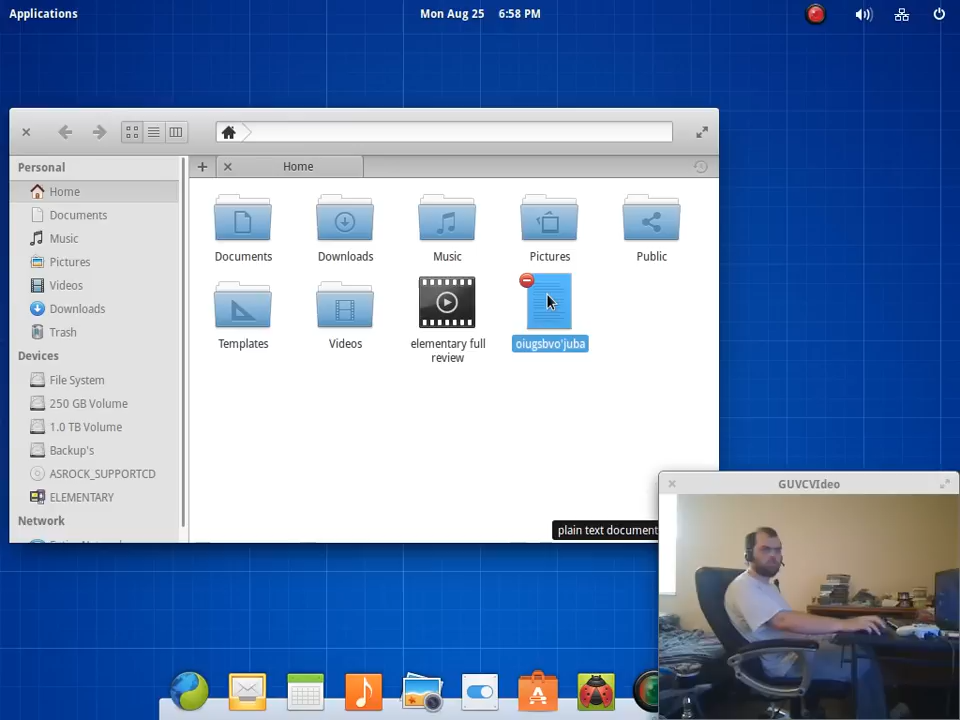 Applications
Mon Aug 25 6:58 PM
Home
Personal
Home
Documents
Music
Pictures
Videos
Downloads
Trash
Devices
File System
250 GB Volume
1.0 TB Volume
Backup's
ASROCK_SUPPORTCD
ELEMENTARY
Network
Documents
Downloads
Music
Pictures
Public
Templates
Videos
elementary full
review
oiugsbvo'juba
plain text document
GUVCVIdeo